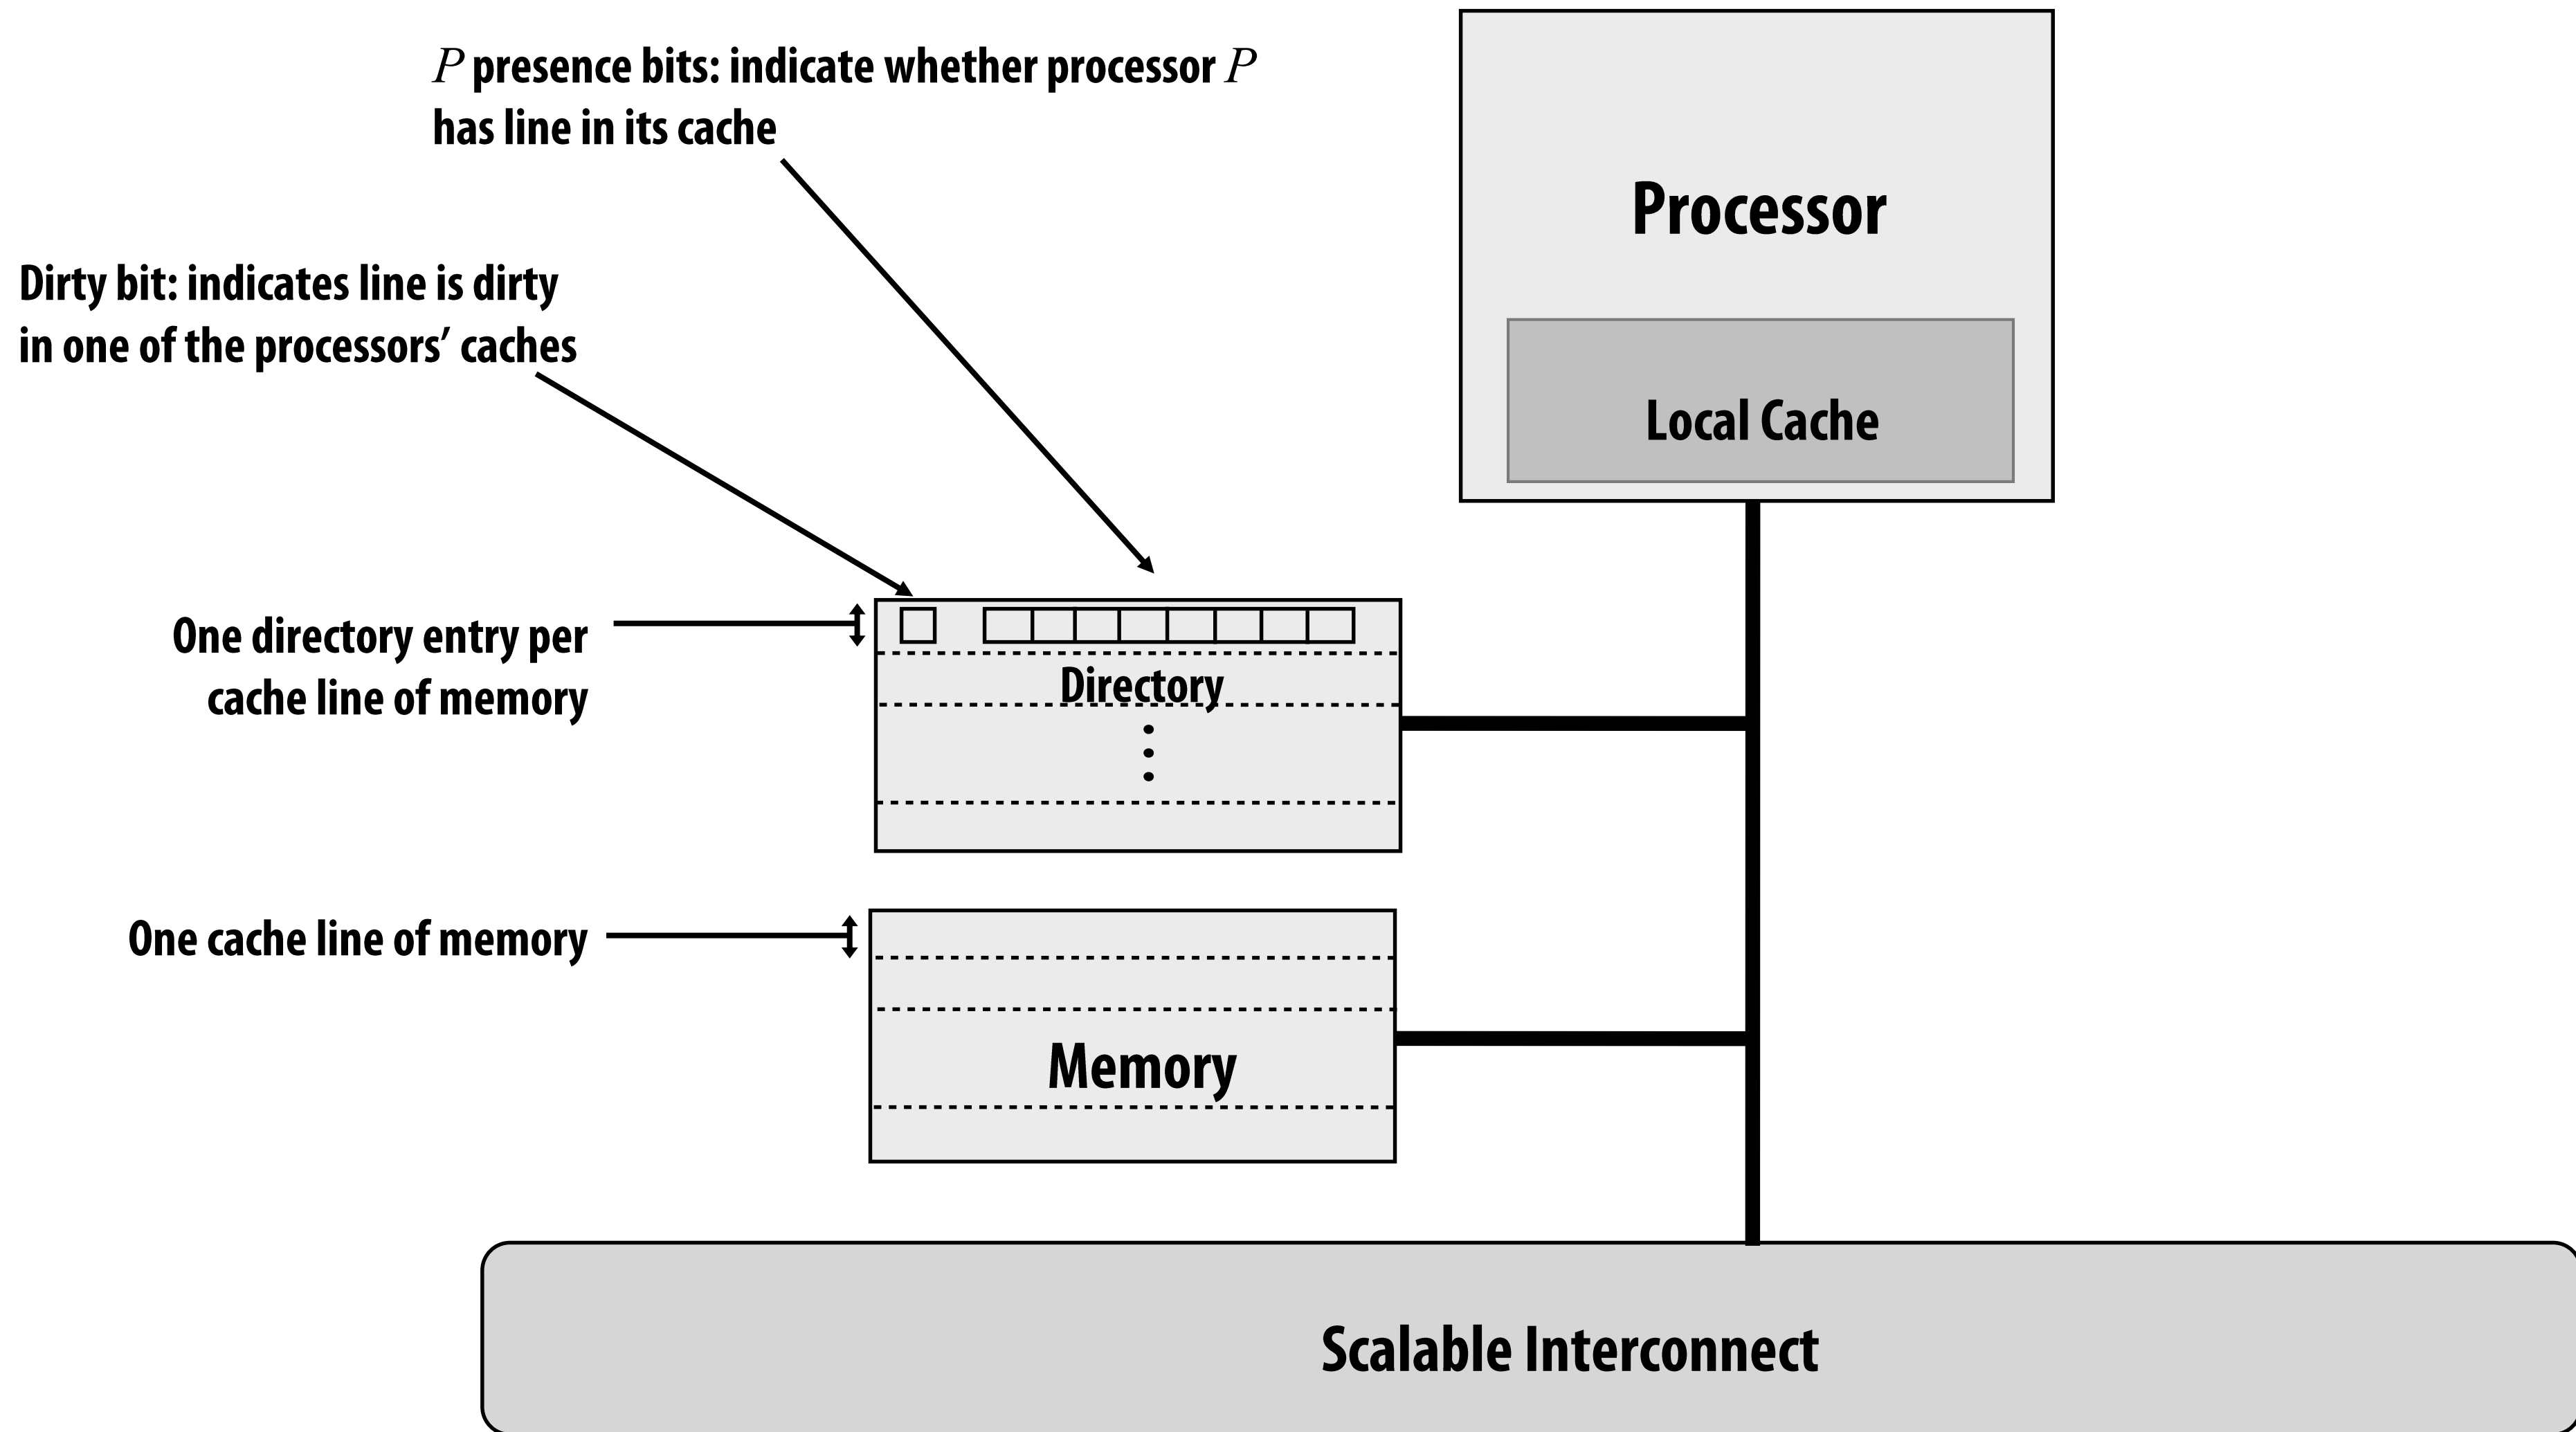 P presence bits: indicate whether processor P
has line in its cache
Processor
Dirty bit: indicates line is dirty
in one of the processors’ caches
Local Cache
One directory entry per
cache line of memory
Directory
One cache line of memory
Memory
Scalable Interconnect